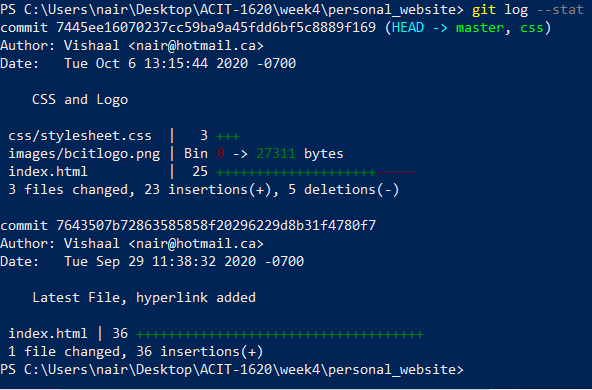 PS C:\Users\nair\Desktop\ACIT-1620\week4\personal_website> git log --stat
commit 7445ee16070237cc59ba9a45fdd6bf5c8889f169 (HEAD -> master, css)
Author: Vishaal <nair@hotmail.ca>
Date:   Tue Oct 6 13:15:44 2020 -0700

    CSS and Logo

 css/stylesheet.css  |   3 +++
 images/bcitlogo.png | Bin 0 -> 27311 bytes
 index.html          |  25 ++++++++++++++++++++-----
 3 files changed, 23 insertions(+), 5 deletions(-)

commit 7643507b72863585858f20296229d8b31f4780f7
Author: Vishaal <nair@hotmail.ca>
Date:   Tue Sep 29 11:38:32 2020 -0700

    Latest File, hyperlink added

 index.html | 36 ++++++++++++++++++++++++++++++++++++
 1 file changed, 36 insertions(+)
PS C:\Users\nair\Desktop\ACIT-1620\week4\personal_website>